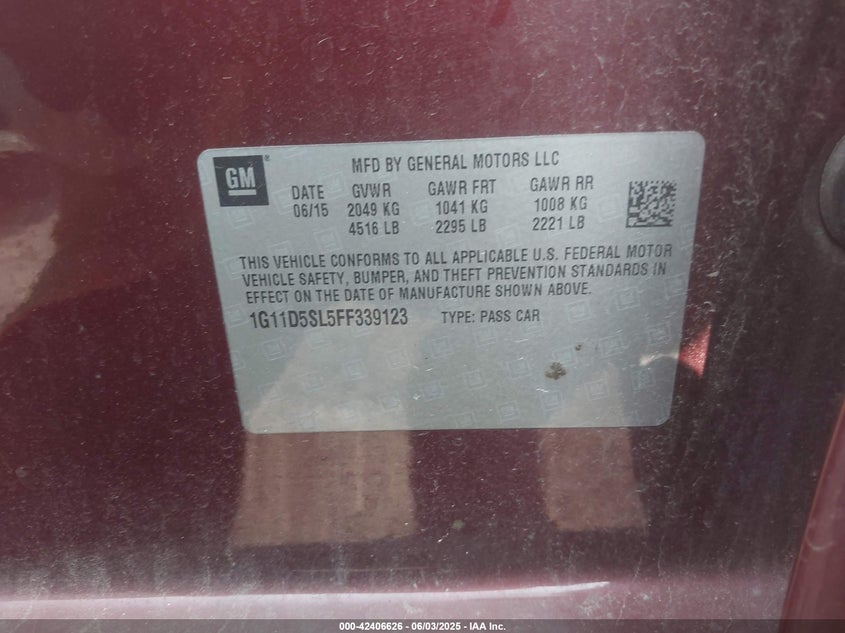 GM ®
MFD BY GENERAL MOTORS LLC
DATE GVWR GAWR FRT GAWR RR
06/15 2049 KG 1041 KG 1008 KG
4516 LB 2295 LB 2221 LB
THIS VEHICLE CONFORMS TO ALL APPLICABLE U.S. FEDERAL MOTOR
VEHICLE SAFETY, BUMPER, AND THEFT PREVENTION STANDARDS IN
EFFECT ON THE DATE OF MANUFACTURE SHOWN ABOVE.
1G11D5SL5FF339123 TYPE: PASS CAR
000-42406626 - 06/03/2025 - IAA Inc.